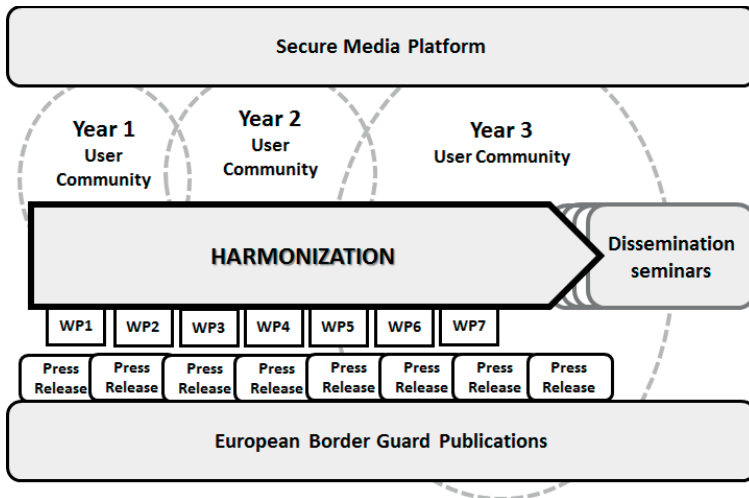 Secure Media Platform
Year 1
User
Community
Year 2
User
Community
Year 3
User Community
HARMONIZATION
Dissemination
seminars
WP1
WP2
WP3
WP4
WP5
WP6
WP7
Press
Release
Press
Release
Press
Release
Press
Release
Press
Release
Press
Release
Press
Release
Press
Release
European Border Guard Publications